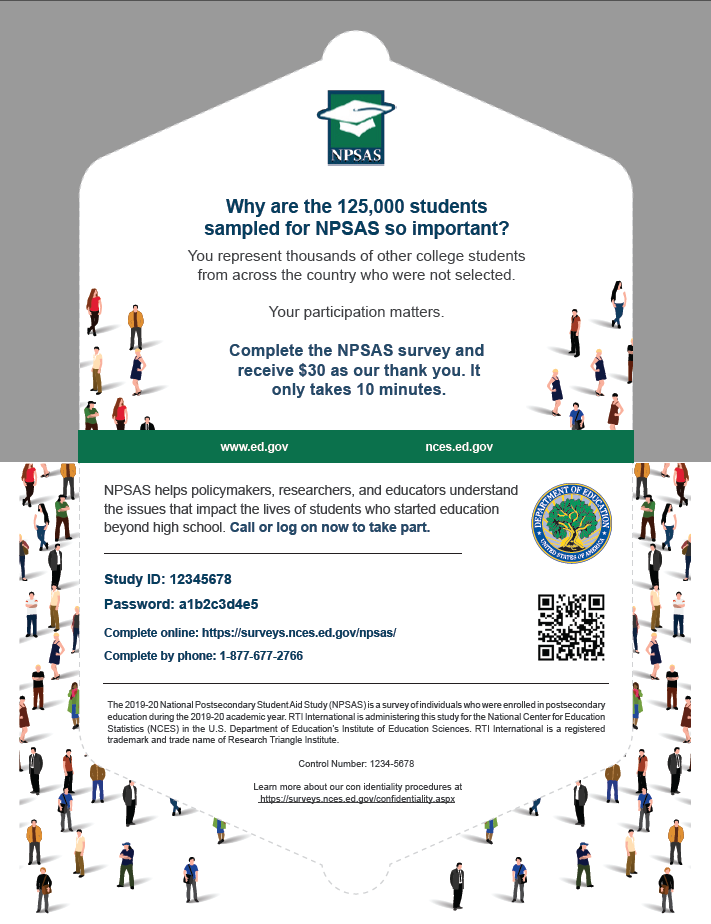 NPSAS
Why are the 125,000 students
sampled for NPSAS so important?
You represent thousands of other college students
from across the country who were not selected.
Your participation matters.
Complete the NPSAS survey and
receive $30 as our thank you. It
only takes 10 minutes.
www.ed.gov nces.ed.gov
NPSAS helps policymakers, researchers, and educators understand
the issues that impact the lives of students who started education
beyond high school. Call or log on now to take part.
DEPARTMENT OF EDUCATION
UNITED STATES OF AMERICA
Study ID: 12345678
Password: a1b2c3d4e5
Complete online: https://surveys.nces.ed.gov/npsas/
Complete by phone: 1-877-677-2766
The 2019-20 National Postsecondary Student Aid Study (NPSAS) is a survey of individuals who were enrolled in postsecondary
education during the 2019-20 academic year. RTI International is administering this study for the National Center for Education
Statistics (NCES) in the U.S. Department of Education's Institute of Education Sciences. RTI International is a registered
trademark and trade name of Research Triangle Institute.
Control Number: 1234-5678
Learn more about our con identiality procedures at
https://surveys.nces.ed.gov/confidentiality.aspx